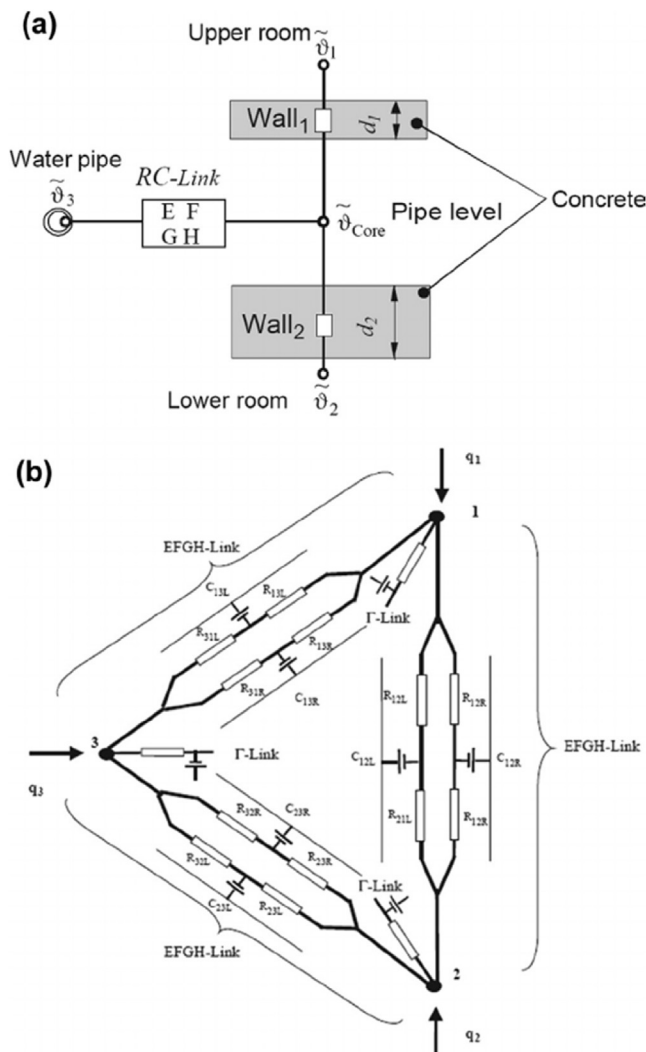 (a)
Upper room ϑ̃₁
Wall₁
d₁
Water pipe
ϑ̃₃
RC-Link
E F
G H
ϑ̃Core
Pipe level
Concrete
Wall₂
d₂
Lower room
ϑ̃₂
(b)
q₁
1
EFGH-Link
C₁₃L
R₁₃L
Γ-Link
R₃₁L
R₁₃R
R₃₁R
C₁₃R
R₁₂L
R₁₂R
3
Γ-Link
C₁₂L
C₁₂R
EFGH-Link
q₃
R₃₂R
C₂₃R
R₂₁L
R₁₂R
R₃₂L
R₂₃R
Γ-Link
C₂₃L
R₂₃L
EFGH-Link
2
q₂